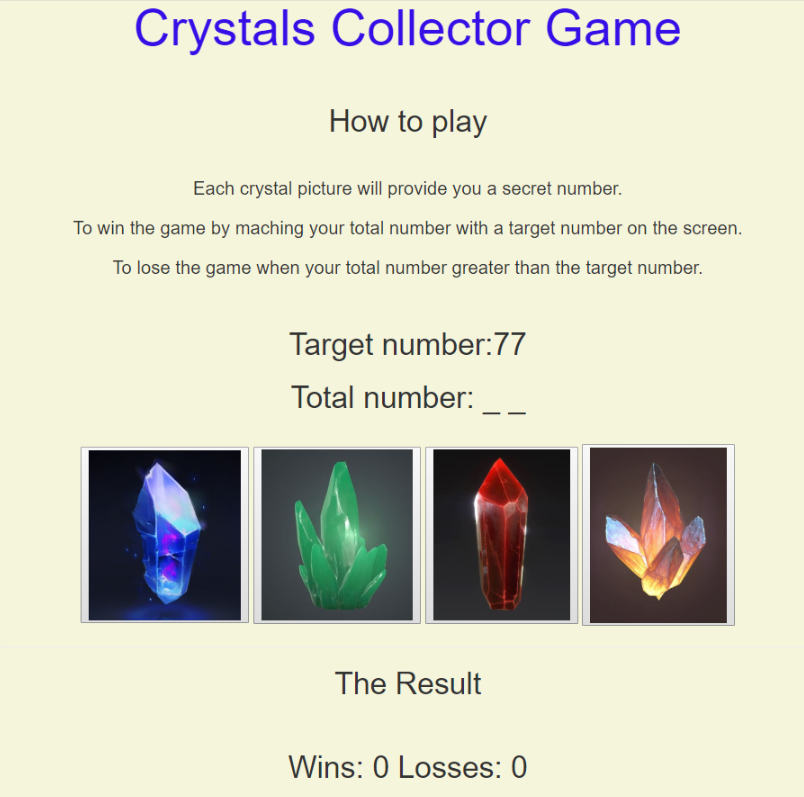 Crystals Collector Game
How to play
Each crystal picture will provide you a secret number.
To win the game by maching your total number with a target number on the screen.
To lose the game when your total number greater than the target number.
Target number:77
Total number: _ _
The Result
Wins: 0 Losses: 0